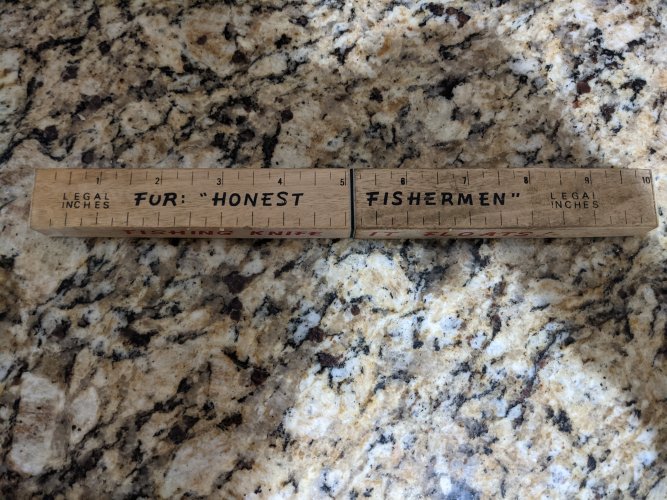 1 2 3 4 5 6 7 8 9 10
LEGAL INCHES FUR: "HONEST FISHERMEN" LEGAL INCHES
FISHING KNIFE IT FLOATS!